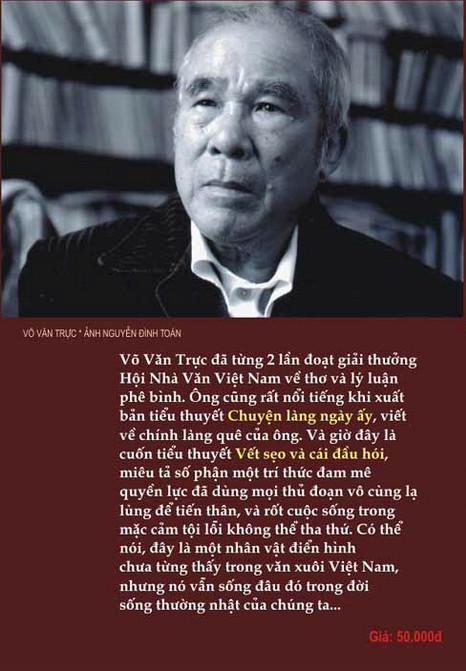 VÕ VĂN TRỰC * ẢNH NGUYỄN ĐÌNH TOÁN
Võ Văn Trực đã từng 2 lần đoạt giải thưởng
Hội Nhà Văn Việt Nam về thơ và lý luận
phê bình. Ông cũng rất nổi tiếng khi xuất
bản tiểu thuyết Chuyện làng ngày ấy, viết
về chính làng quê của ông. Và giờ đây là
cuốn tiểu thuyết Vết sẹo và cái đầu hói,
miêu tả số phận một trí thức đam mê
quyền lực đã dùng mọi thủ đoạn vô cùng lạ
lùng để tiến thân, và rốt cuộc sống trong
mặc cảm tội lỗi không thể tha thứ. Có thể
nói, đây là một nhân vật điển hình
chưa từng thấy trong văn xuôi Việt Nam,
nhưng nó vẫn sống đâu đó trong đời
sống thường nhật của chúng ta...
Giá: 50.000đ